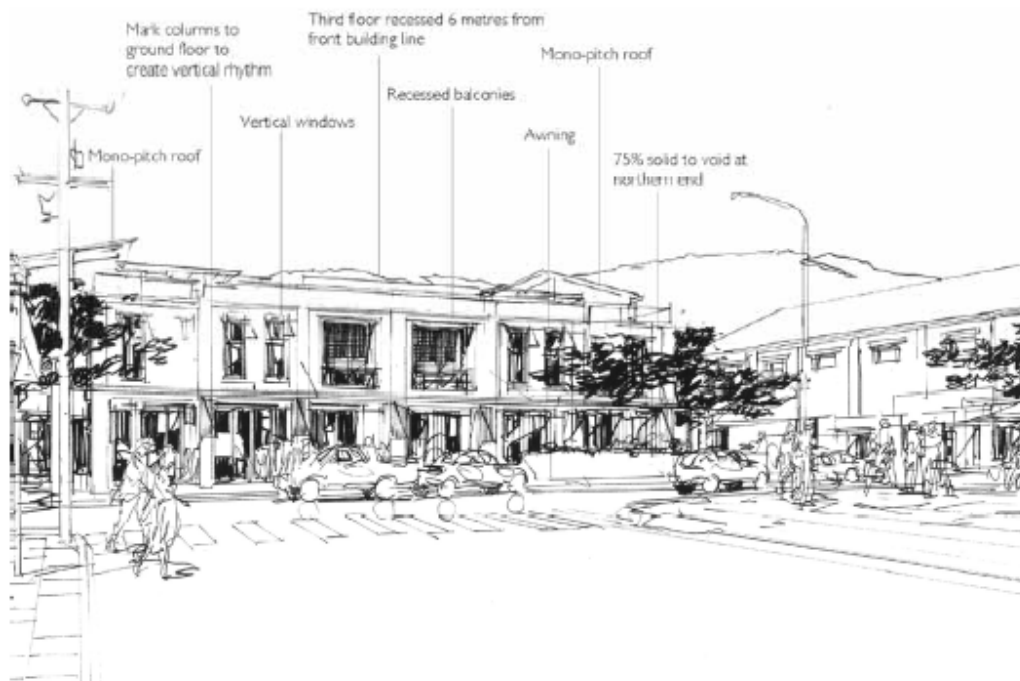 Third floor recessed 6 metres from
front building line
Mark columns to
ground floor to
create vertical rhythm
Mono-pitch roof
Recessed balconies
Vertical windows
Awning
75% solid to void at
northern end
Mono-pitch roof